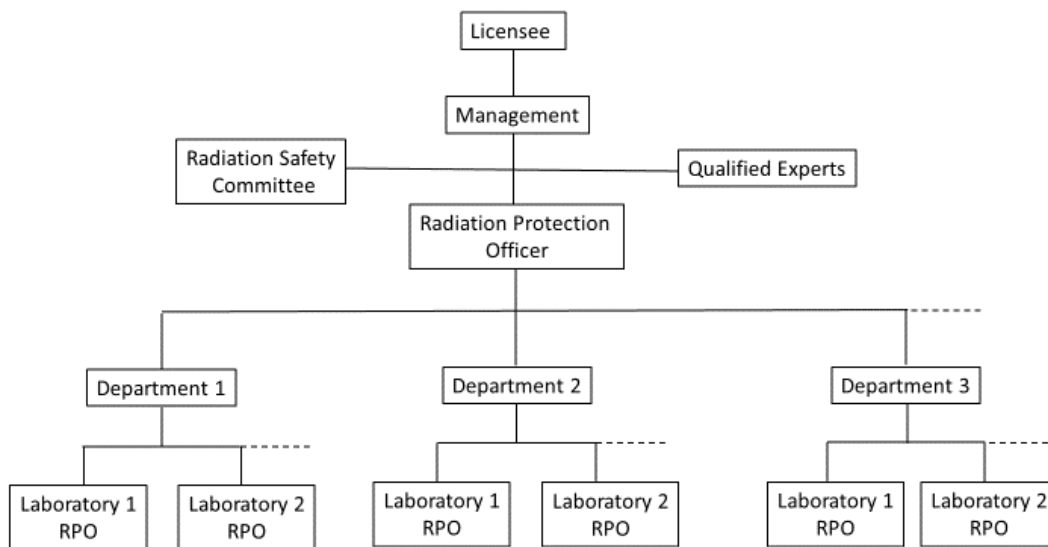 Licensee
Management
Radiation Safety
Committee
Qualified Experts
Radiation Protection
Officer
Department 1
Department 2
Department 3
Laboratory 1
RPO
Laboratory 2
RPO
Laboratory 1
RPO
Laboratory 2
RPO
Laboratory 1
RPO
Laboratory 2
RPO